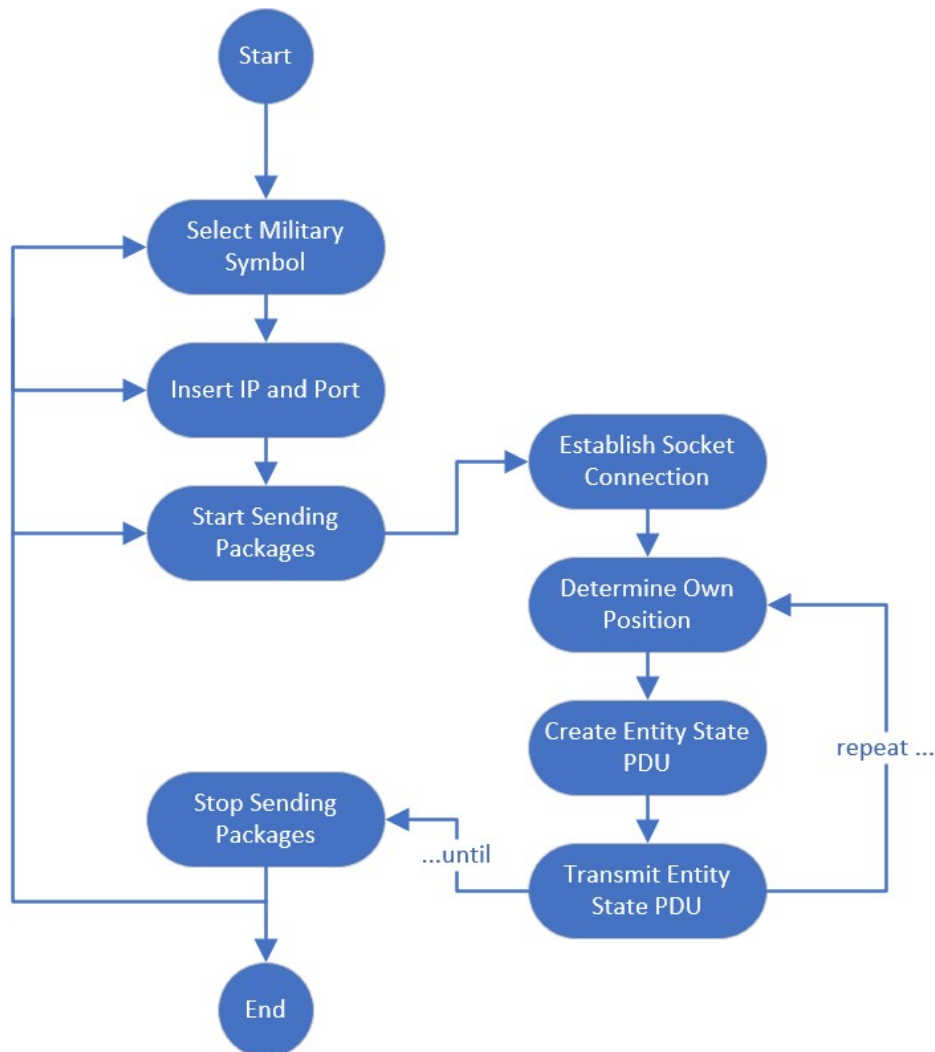 Start
Select Military
Symbol
Insert IP and Port
Start Sending
Packages
Establish Socket
Connection
Determine Own
Position
Create Entity State
PDU
repeat ...
Transmit Entity
State PDU
...until
Stop Sending
Packages
End